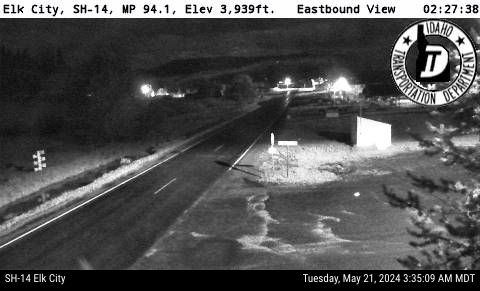 Elk City, SH-14, MP 94.1, Elev 3,939ft. Eastbound View 02:27:38
IDAHO
TRANSPORTATION DEPARTMENT
SH-14 Elk City Tuesday, May 21, 2024 3:35:09 AM MDT